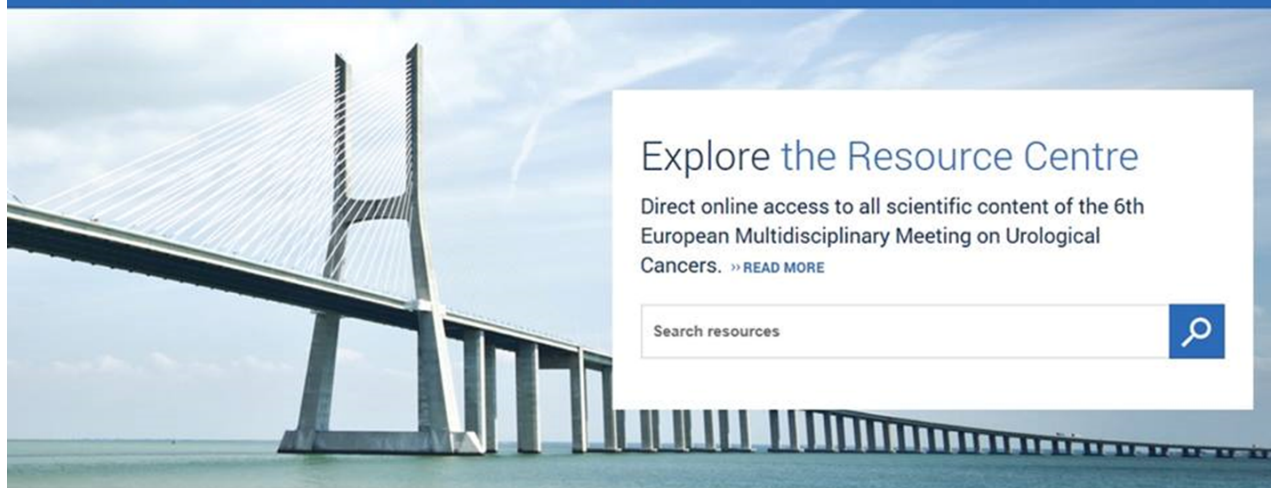 Explore the Resource Centre
Direct online access to all scientific content of the 6th
European Multidisciplinary Meeting on Urological
Cancers. » READ MORE
Search resources